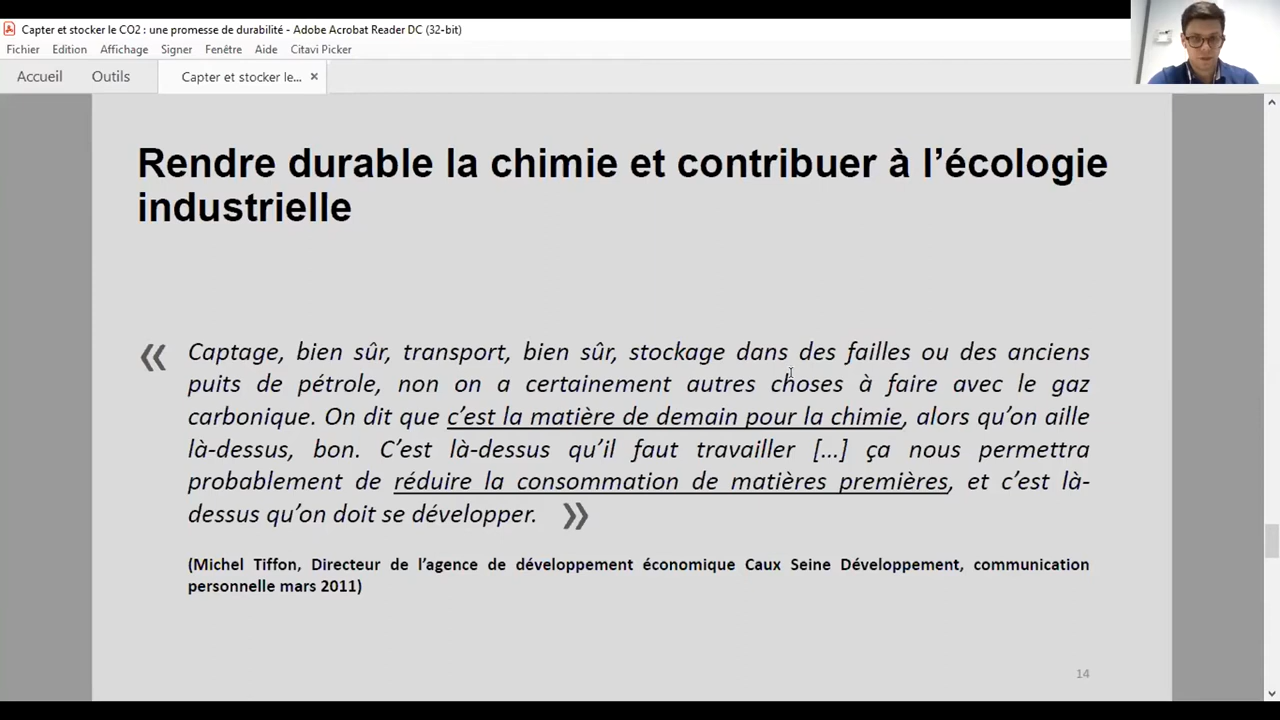 Capter et stocker le CO2 : une promesse de durabilité - Adobe Acrobat Reader DC (32-bit)
Fichier Edition Affichage Signer Fenêtre Aide Citavi Picker
Accueil Outils Capter et stocker le... ×
Rendre durable la chimie et contribuer à l’écologie
industrielle
« Captage, bien sûr, transport, bien sûr, stockage dans des failles ou des anciens
puits de pétrole, non on a certainement autres choses à faire avec le gaz
carbonique. On dit que c’est la matière de demain pour la chimie, alors qu’on aille
là-dessus, bon. C’est là-dessus qu’il faut travailler [...] ça nous permettra
probablement de réduire la consommation de matières premières, et c’est là-
dessus qu’on doit se développer. »
(Michel Tiffon, Directeur de l’agence de développement économique Caux Seine Développement, communication
personnelle mars 2011)
14